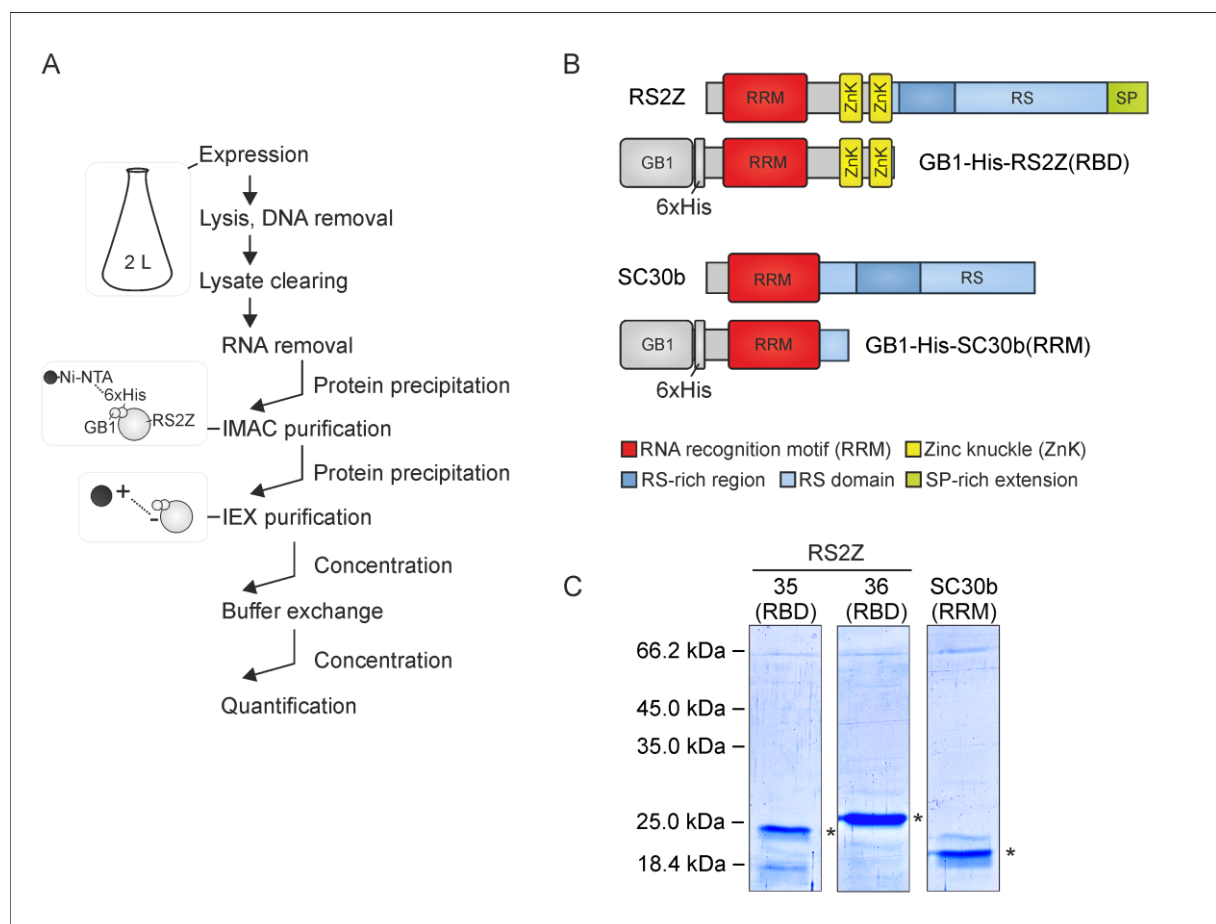 A
Expression
Lysis, DNA removal
2 L
Lysate clearing
RNA removal
Protein precipitation
Ni-NTA
6xHis
GB1
RS2Z
IMAC purification
Protein precipitation
+
-
IEX purification
Concentration
Buffer exchange
Concentration
Quantification
B
RS2Z
RRM
ZnK
ZnK
RS
SP
GB1
RRM
ZnK
ZnK
GB1-His-RS2Z(RBD)
6xHis
SC30b
RRM
RS
GB1
RRM
GB1-His-SC30b(RRM)
6xHis
RNA recognition motif (RRM)
Zinc knuckle (ZnK)
RS-rich region
RS domain
SP-rich extension
C
RS2Z
35
(RBD)
36
(RBD)
SC30b
(RRM)
66.2 kDa –
45.0 kDa –
35.0 kDa –
25.0 kDa –
18.4 kDa –
*
*
*